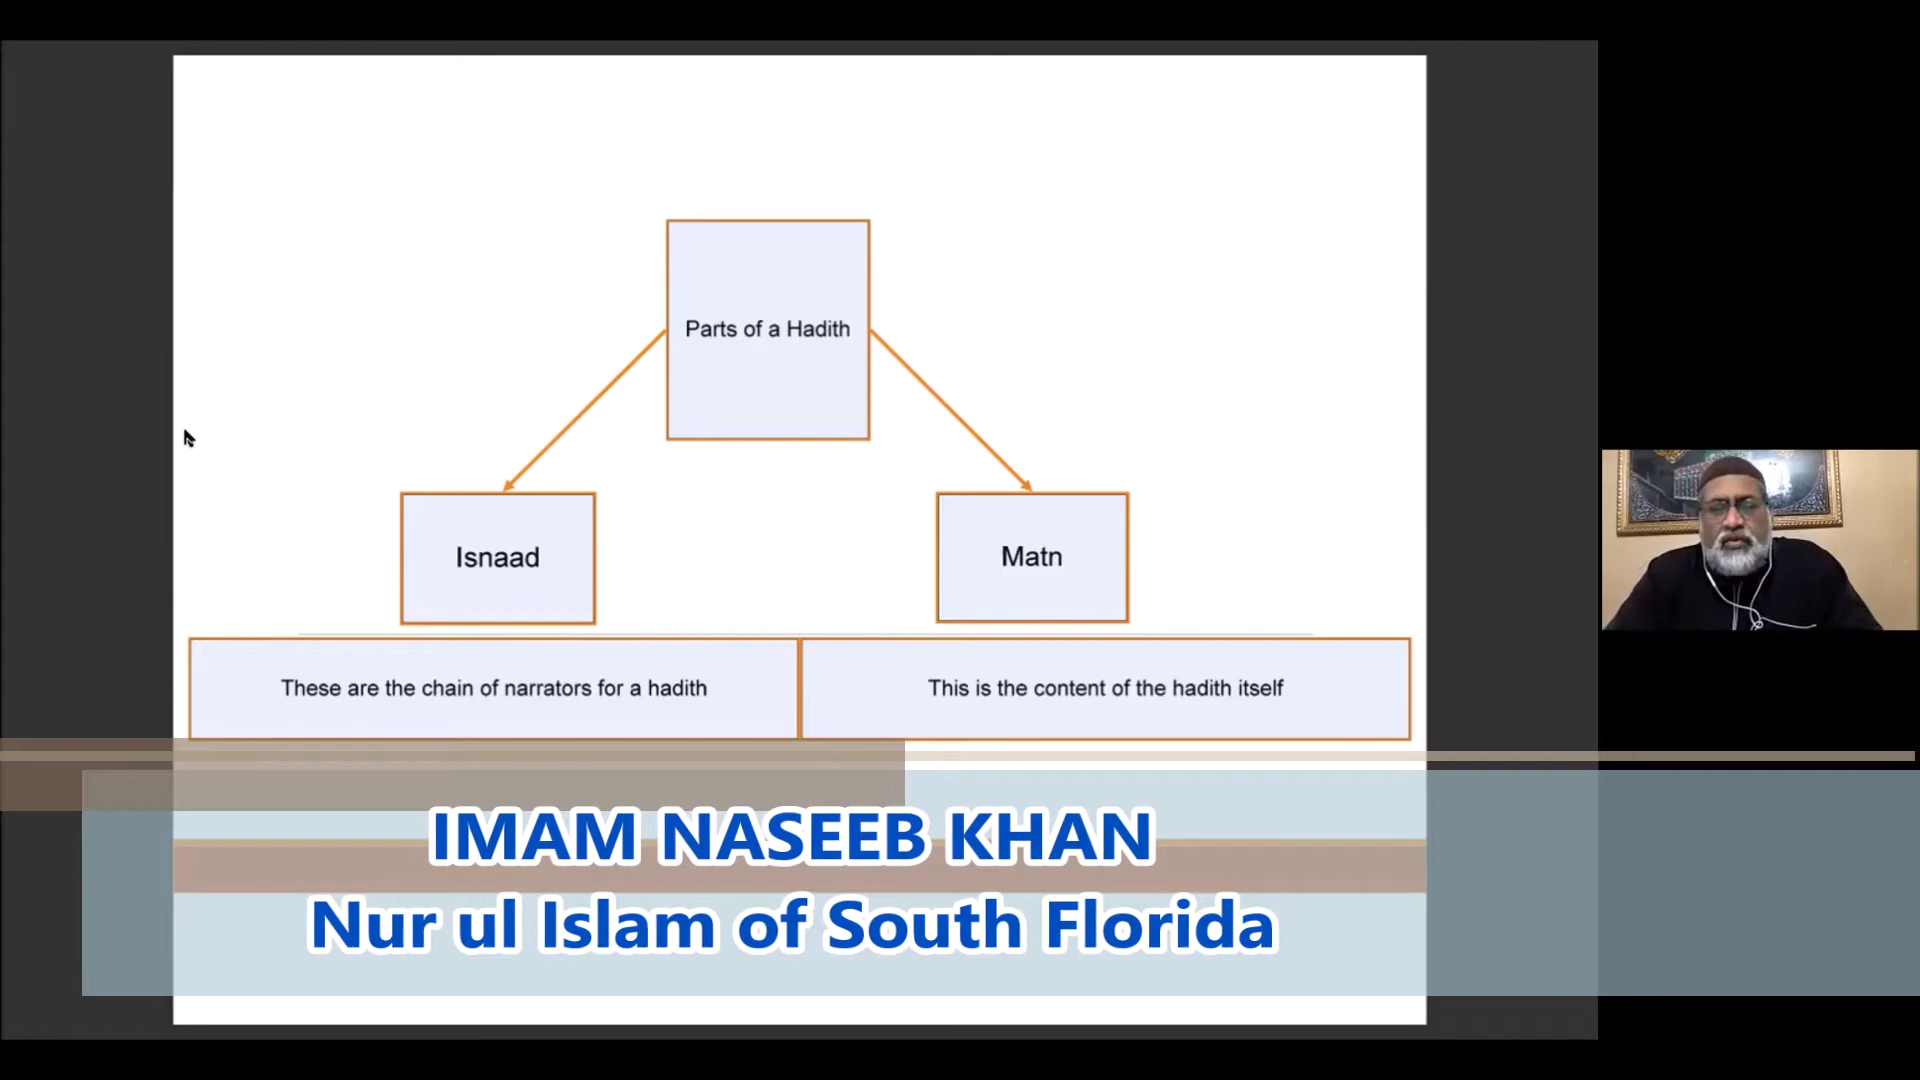 Parts of a Hadith
Isnaad
Matn
These are the chain of narrators for a hadith
This is the content of the hadith itself
IMAM NASEEB KHAN
Nur ul Islam of South Florida